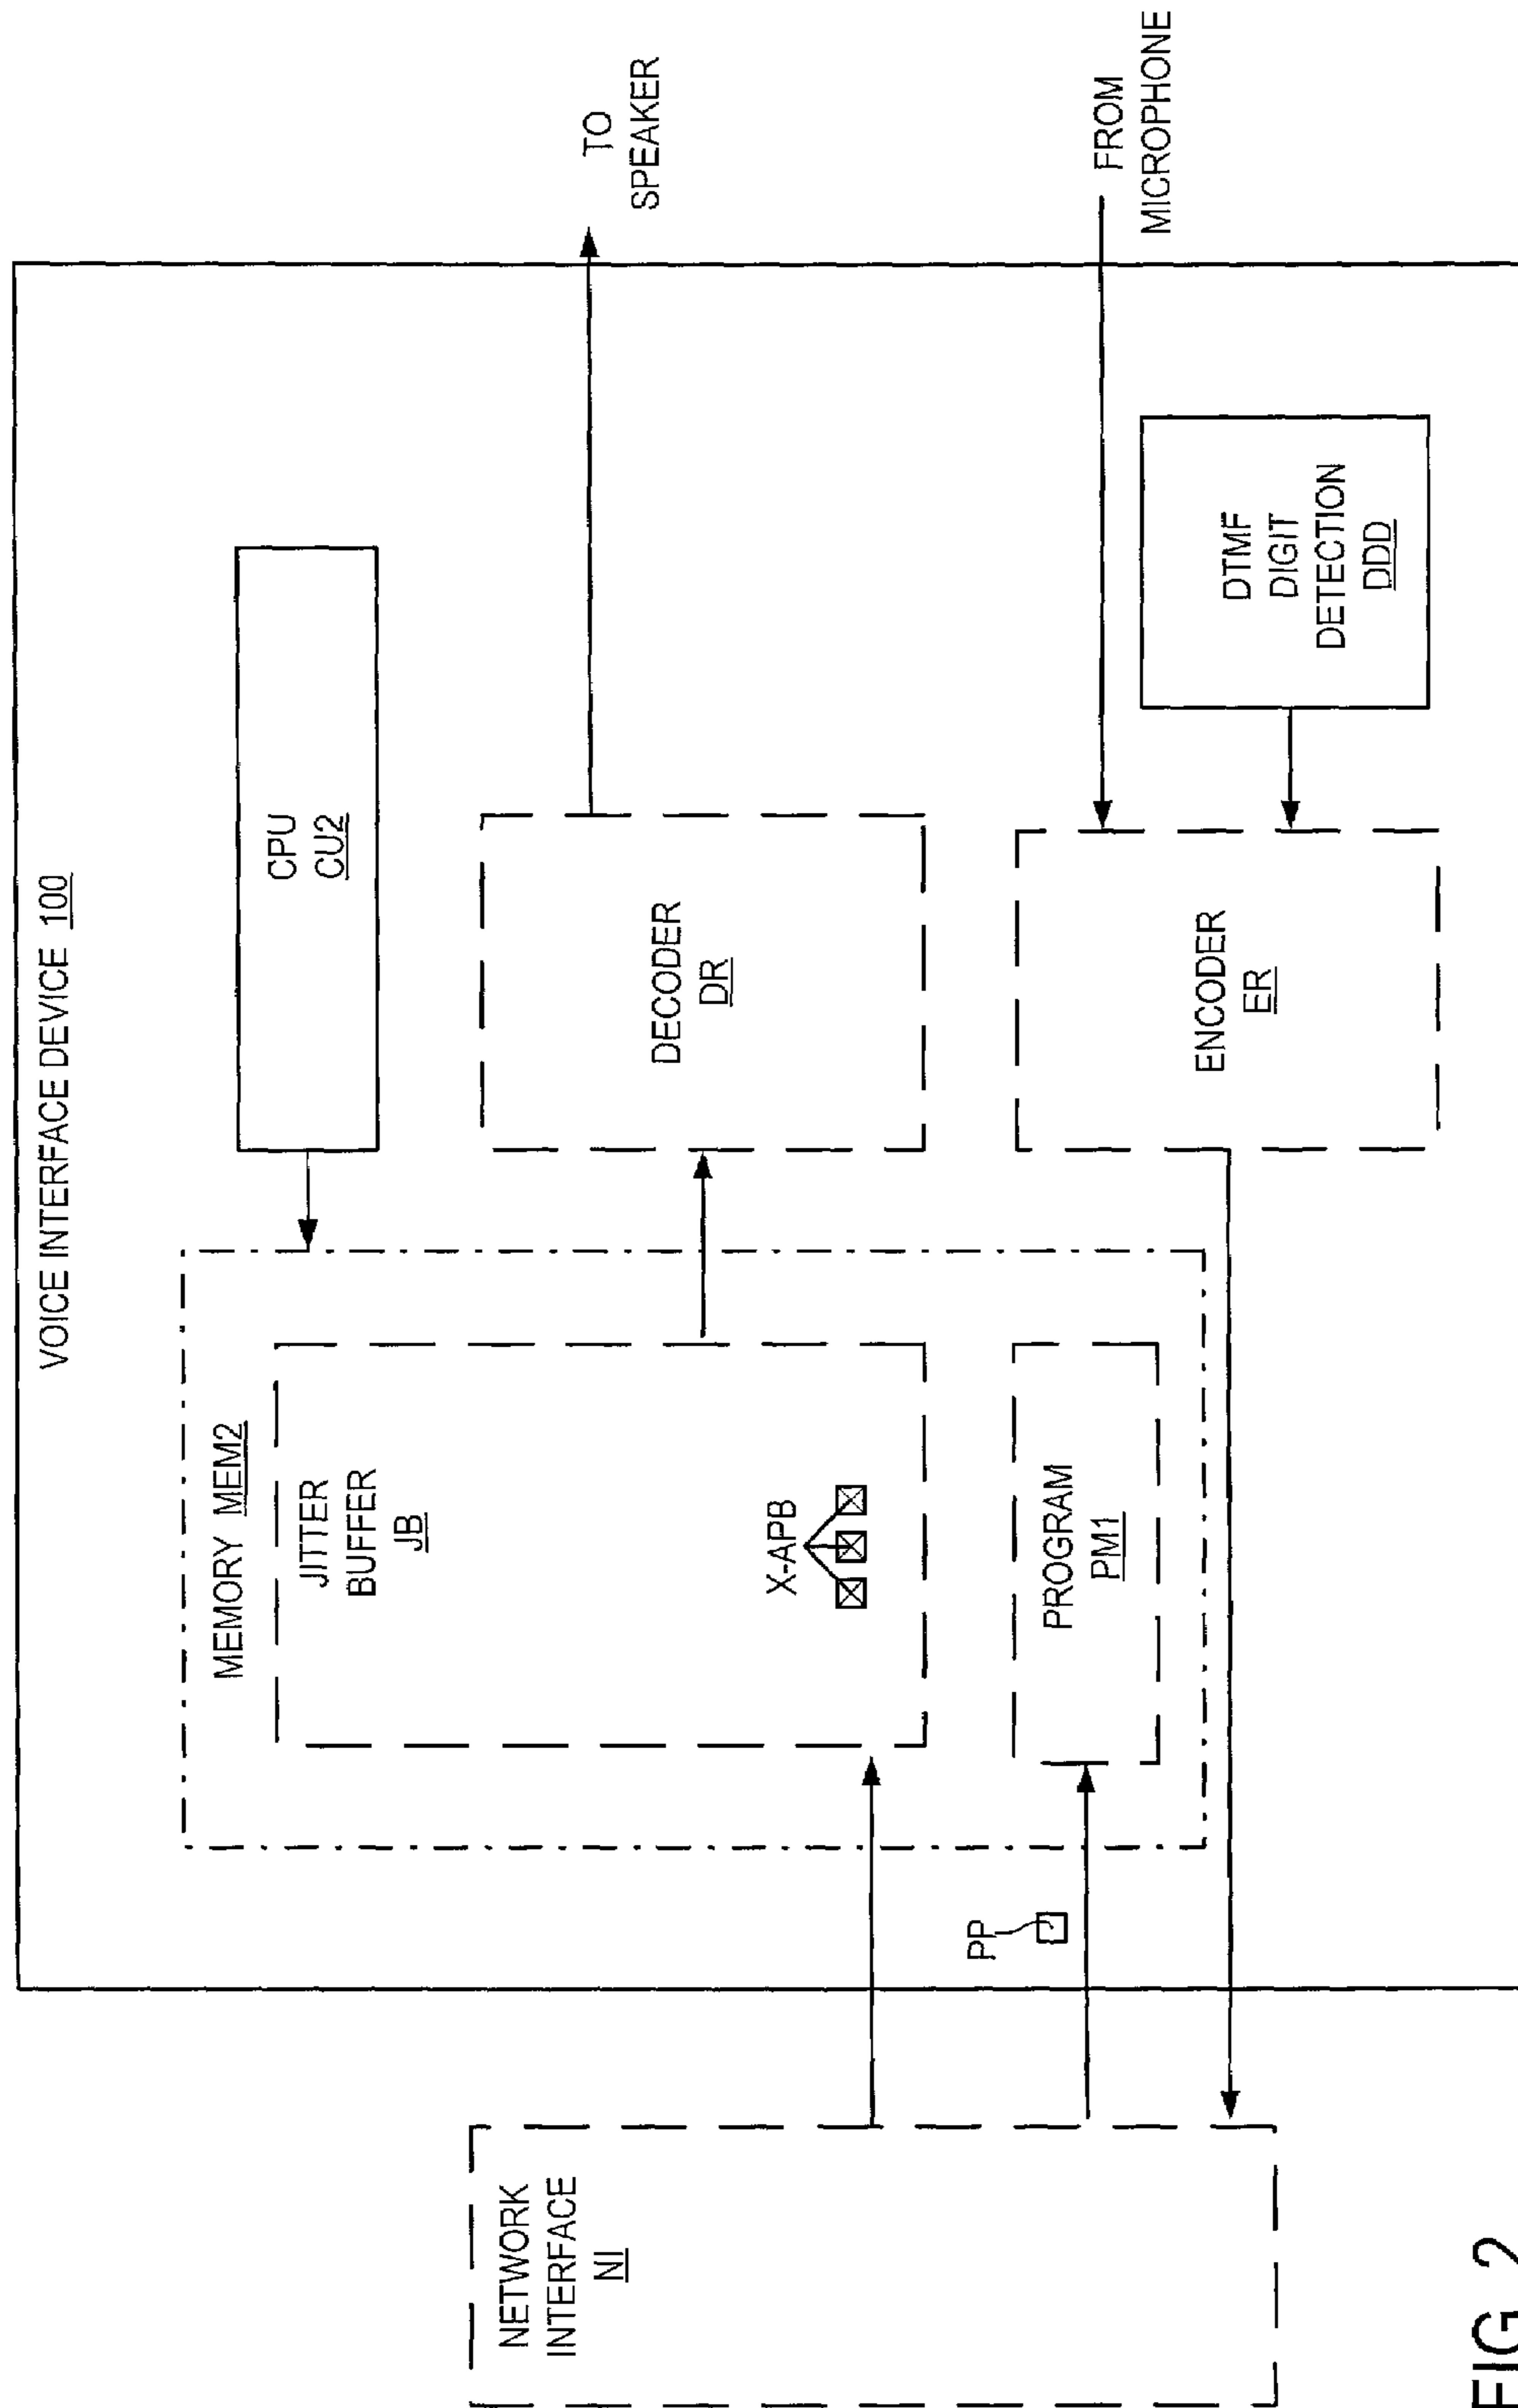 VOICE INTERFACE DEVICE 100
NETWORK
INTERFACE
NI
MEMORY MEM2
JITTER
BUFFER
JB
X-APB
PROGRAM
PM1
PP
CPU
CU2
DECODER
DR
ENCODER
ER
DTMF
DIGIT
DETECTION
DDD
TO
SPEAKER
FROM
MICROPHONE
FIG 2